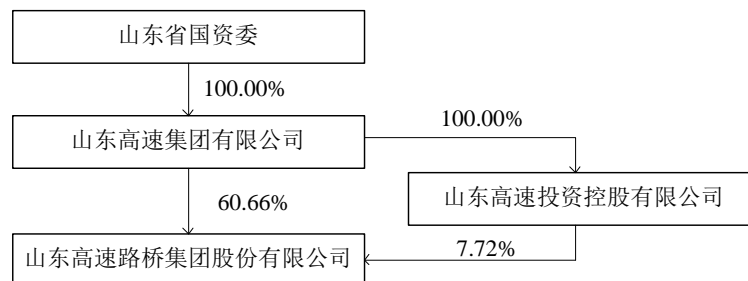 山东省国资委
100.00%
山东高速集团有限公司
100.00%
60.66%
山东高速投资控股有限公司
山东高速路桥集团股份有限公司
7.72%